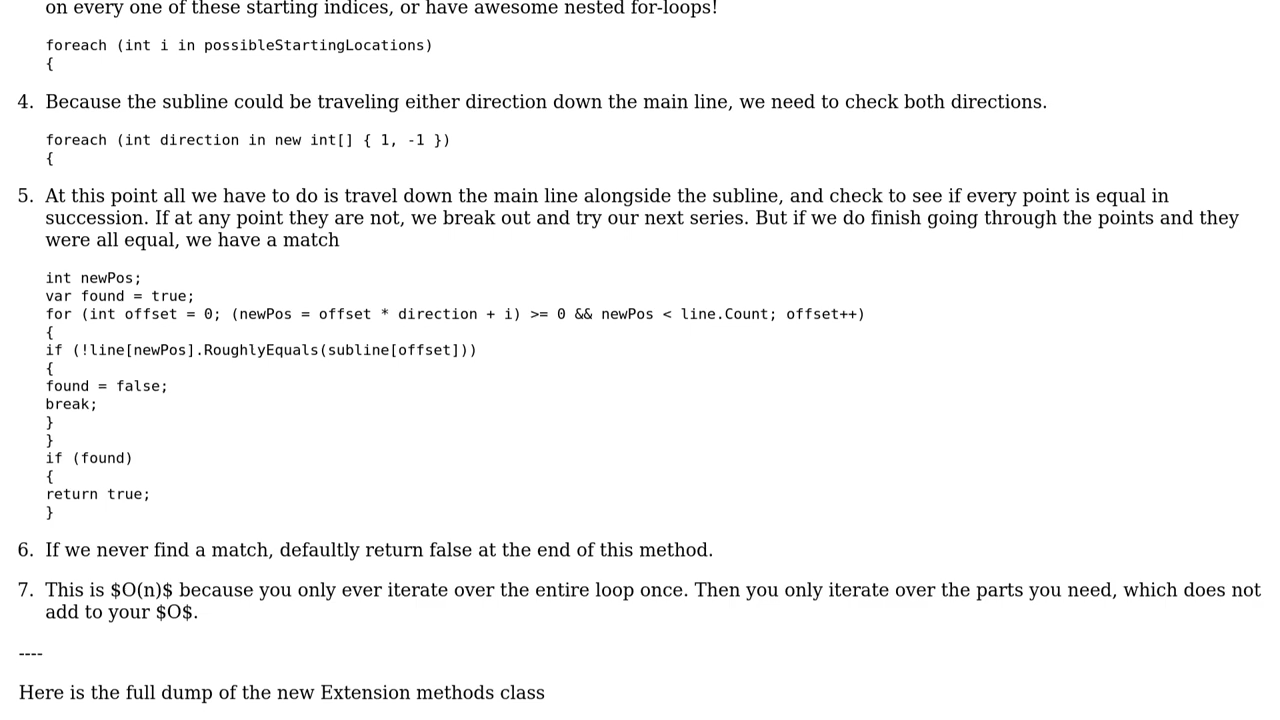 on every one of these starting indices, or have awesome nested for-loops!
foreach (int i in possibleStartingLocations)
{
4. Because the subline could be traveling either direction down the main line, we need to check both directions.
foreach (int direction in new int[] { 1, -1 })
{
5. At this point all we have to do is travel down the main line alongside the subline, and check to see if every point is equal in
succession. If at any point they are not, we break out and try our next series. But if we do finish going through the points and they
were all equal, we have a match
int newPos;
var found = true;
for (int offset = 0; (newPos = offset * direction + i) >= 0 && newPos < line.Count; offset++)
{
if (!line[newPos].RoughlyEquals(subline[offset]))
{
found = false;
break;
}
}
if (found)
{
return true;
}
6. If we never find a match, defaultly return false at the end of this method.
7. This is $O(n)$ because you only ever iterate over the entire loop once. Then you only iterate over the parts you need, which does not
add to your $O$.
----
Here is the full dump of the new Extension methods class